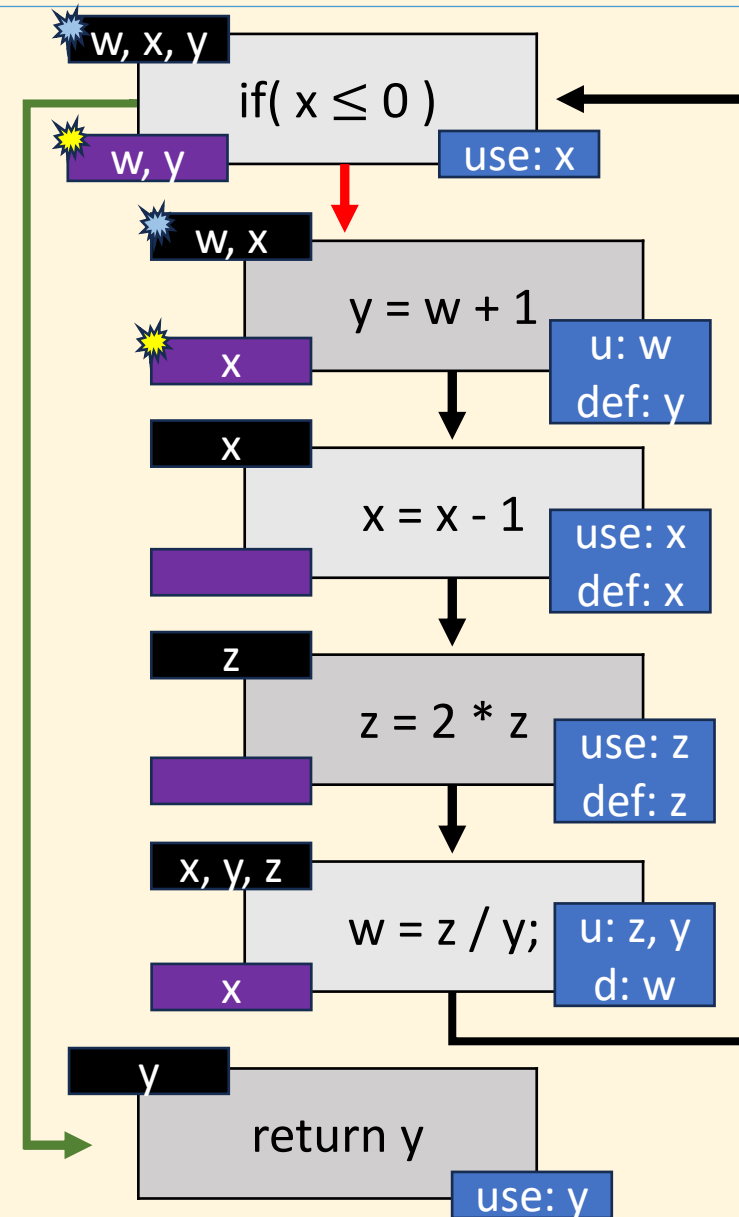 w, x, y
if( x ≤ 0 )
w, y
use: x
w, x
y = w + 1
u: w
def: y
x
x
x = x - 1
use: x
def: x
z
z = 2 * z
use: z
def: z
x, y, z
w = z / y;
u: z, y
d: w
x
y
return y
use: y